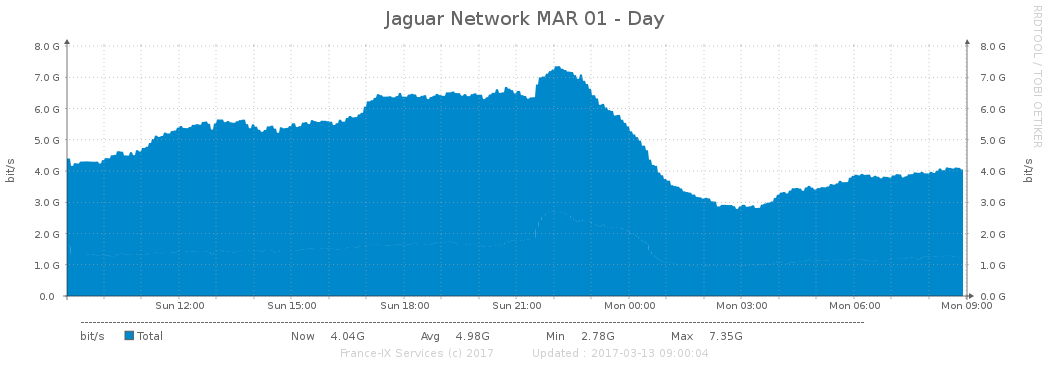 Jaguar Network MAR 01 - Day
RRDTOOL / TOBI OETIKER
8.0 G 8.0 G
7.0 G 7.0 G
6.0 G 6.0 G
5.0 G 5.0 G
4.0 G 4.0 G
3.0 G 3.0 G
2.0 G 2.0 G
1.0 G 1.0 G
0.0 0.0 G
bit/s
bit/s
Sun 12:00 Sun 15:00 Sun 18:00 Sun 21:00 Mon 00:00 Mon 03:00 Mon 06:00 Mon 09:00
bit/s Total Now 4.04G Avg 4.98G Min 2.78G Max 7.35G
France-IX Services (c) 2017 Updated : 2017-03-13 09:00:04